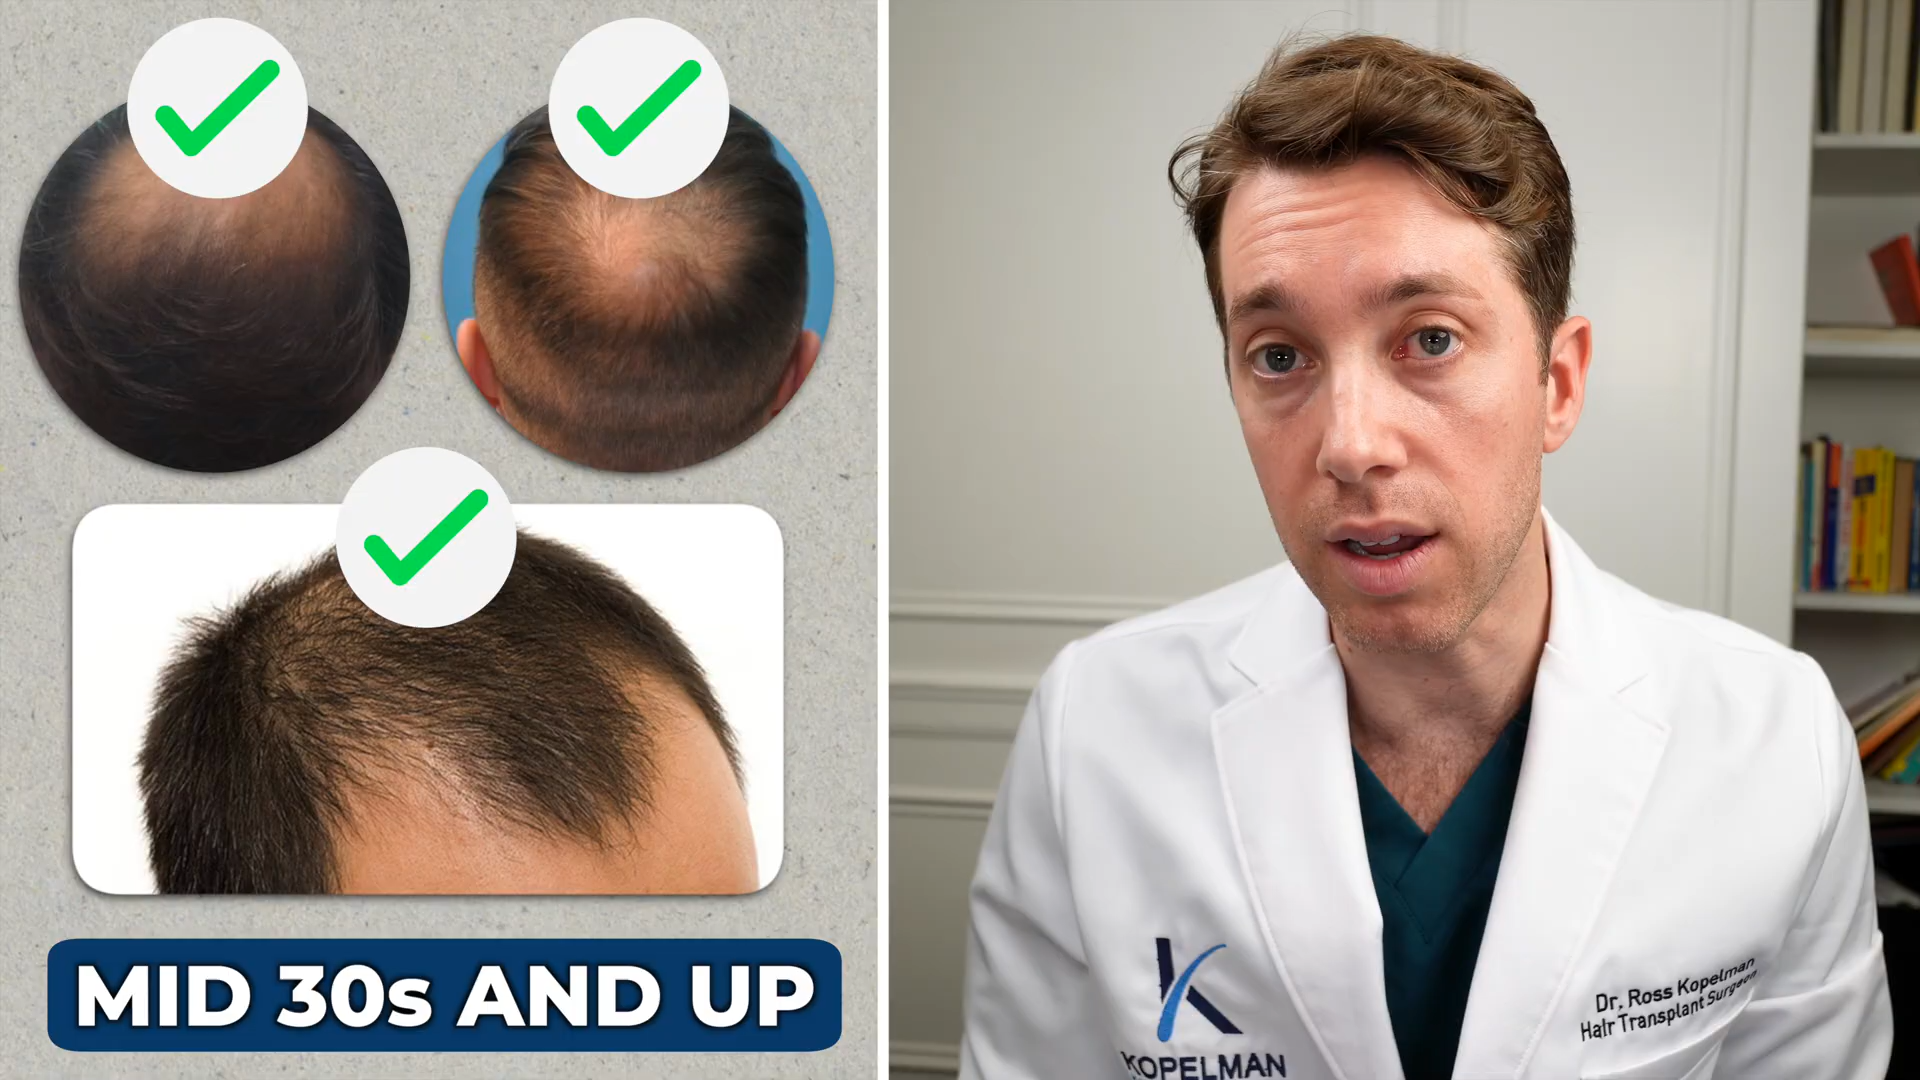 MID 30s AND UP
Dr. Ross Kopelman
Hair Transplant Surgeon
KOPELMAN